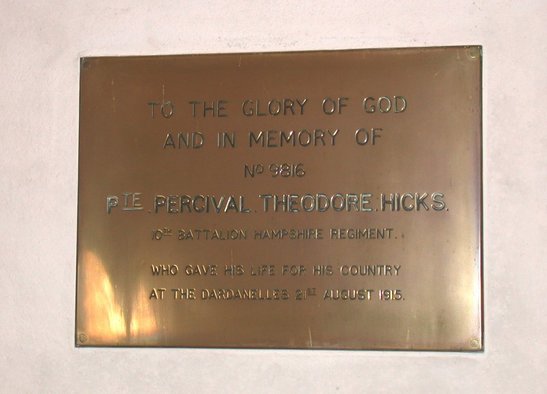 TO THE GLORY OF GOD
AND IN MEMORY OF
No 9816
PTE. PERCIVAL. THEODORE. HICKS.
10TH BATTALION HAMPSHIRE REGIMENT.
WHO GAVE HIS LIFE FOR HIS COUNTRY
AT THE DARDANELLES 21ST AUGUST 1915.